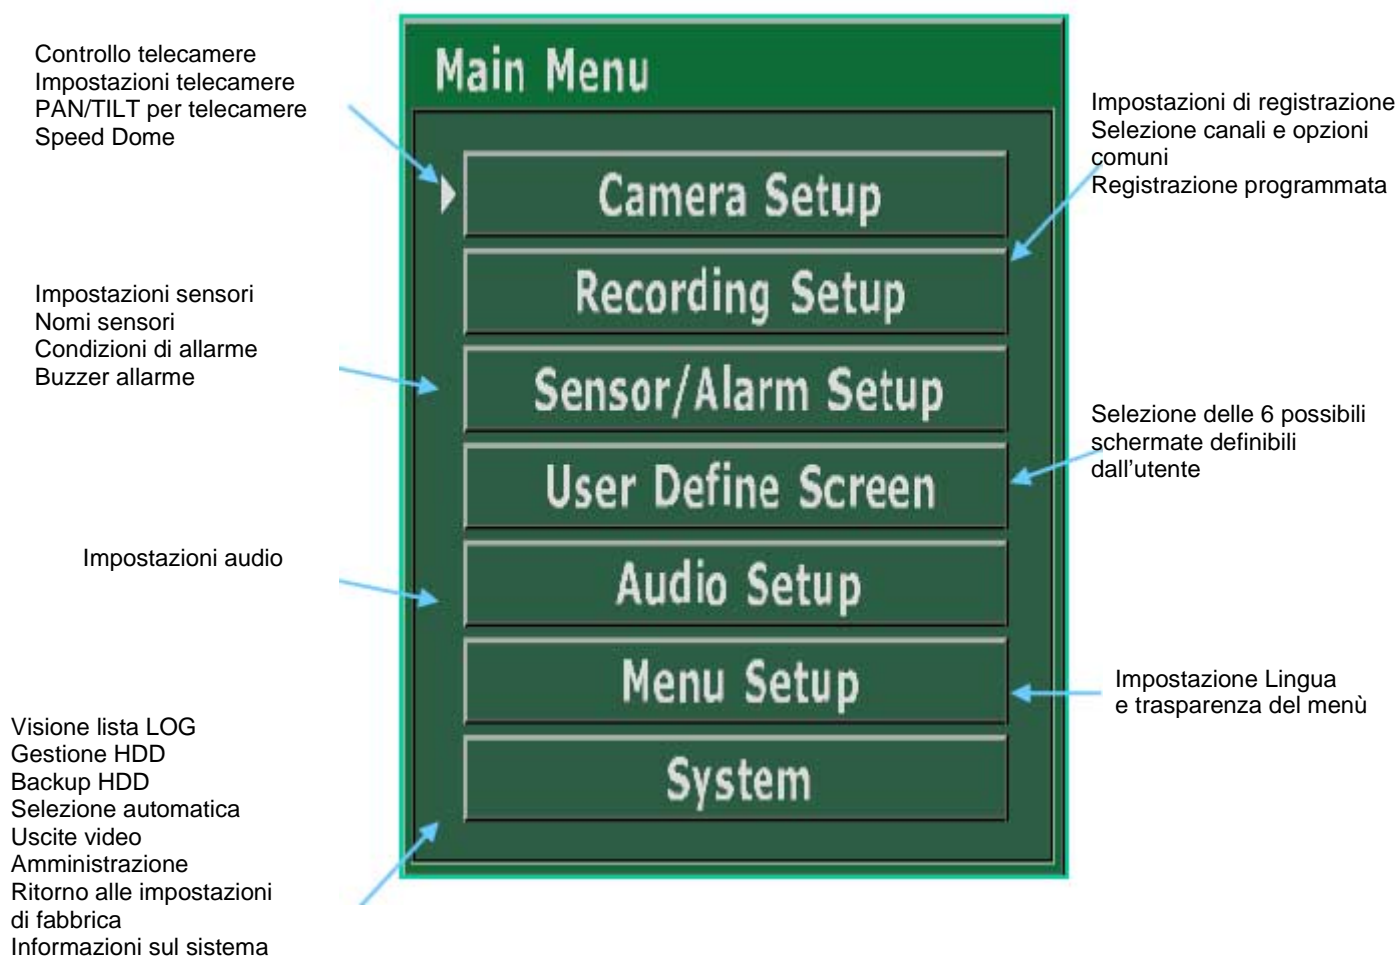 Controllo telecamere
Impostazioni telecamere
PAN/TILT per telecamere
Speed Dome
Impostazioni sensori
Nomi sensori
Condizioni di allarme
Buzzer allarme
Impostazioni audio
Visione lista LOG
Gestione HDD
Backup HDD
Selezione automatica
Uscite video
Amministrazione
Ritorno alle impostazioni
di fabbrica
Informazioni sul sistema
Main Menu
Camera Setup
Recording Setup
Sensor/Alarm Setup
User Define Screen
Audio Setup
Menu Setup
System
Impostazioni di registrazione
Selezione canali e opzioni
comuni
Registrazione programmata
Selezione delle 6 possibili
schermate definibili
dall'utente
Impostazione Lingua
e trasparenza del menù